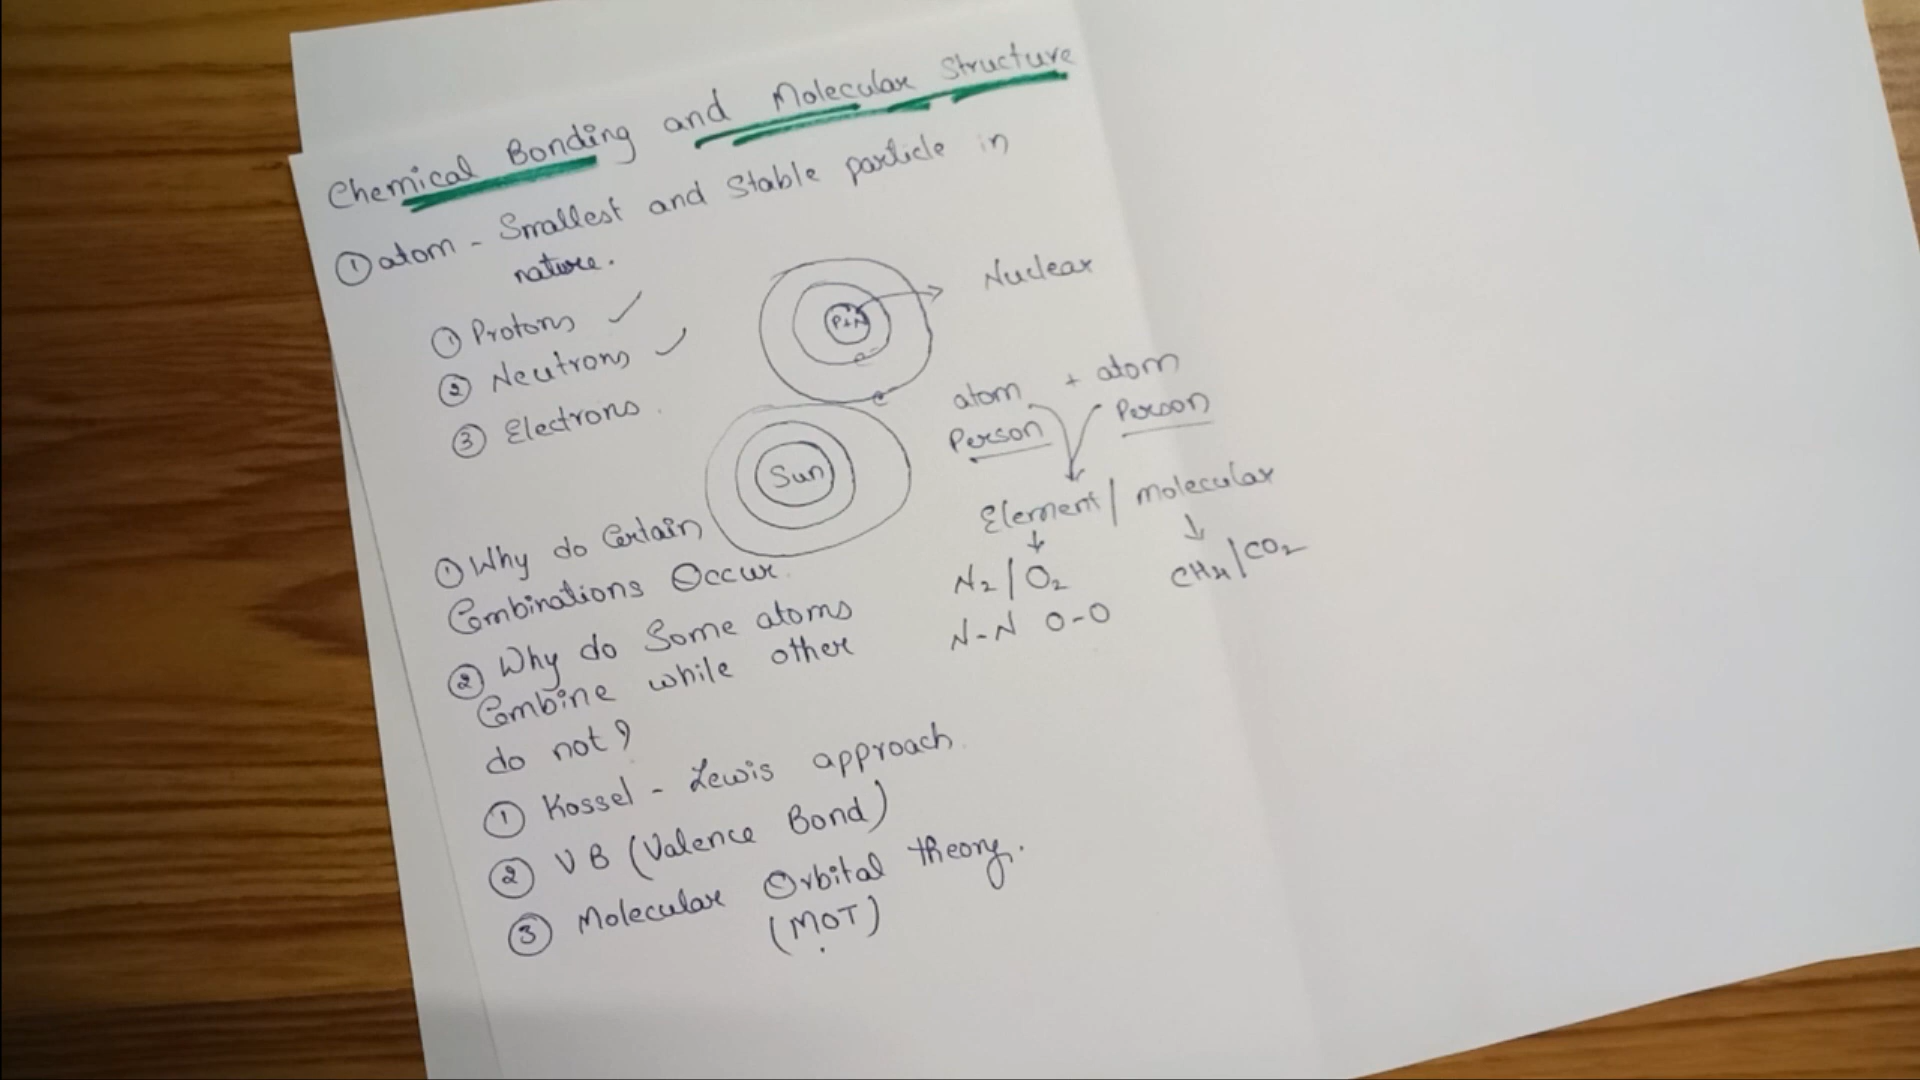 Chemical Bonding and Molecular Structure
① atom - Smallest and Stable particle in
nature.
① Protons ✓
② Neutrons ✓
③ Electrons.
P+N
e-
e
Nuclear
Sun
atom + atom
Person Person
Element / molecular
↓ ↓
N2 / O2 CH4 / CO2
N-N O-O
① Why do Certain
Combinations Occur.
② Why do Some atoms
Combine while other
do not?
① Kossel - Lewis approach.
② VB (Valence Bond)
③ Molecular Orbital theory.
(MOT)